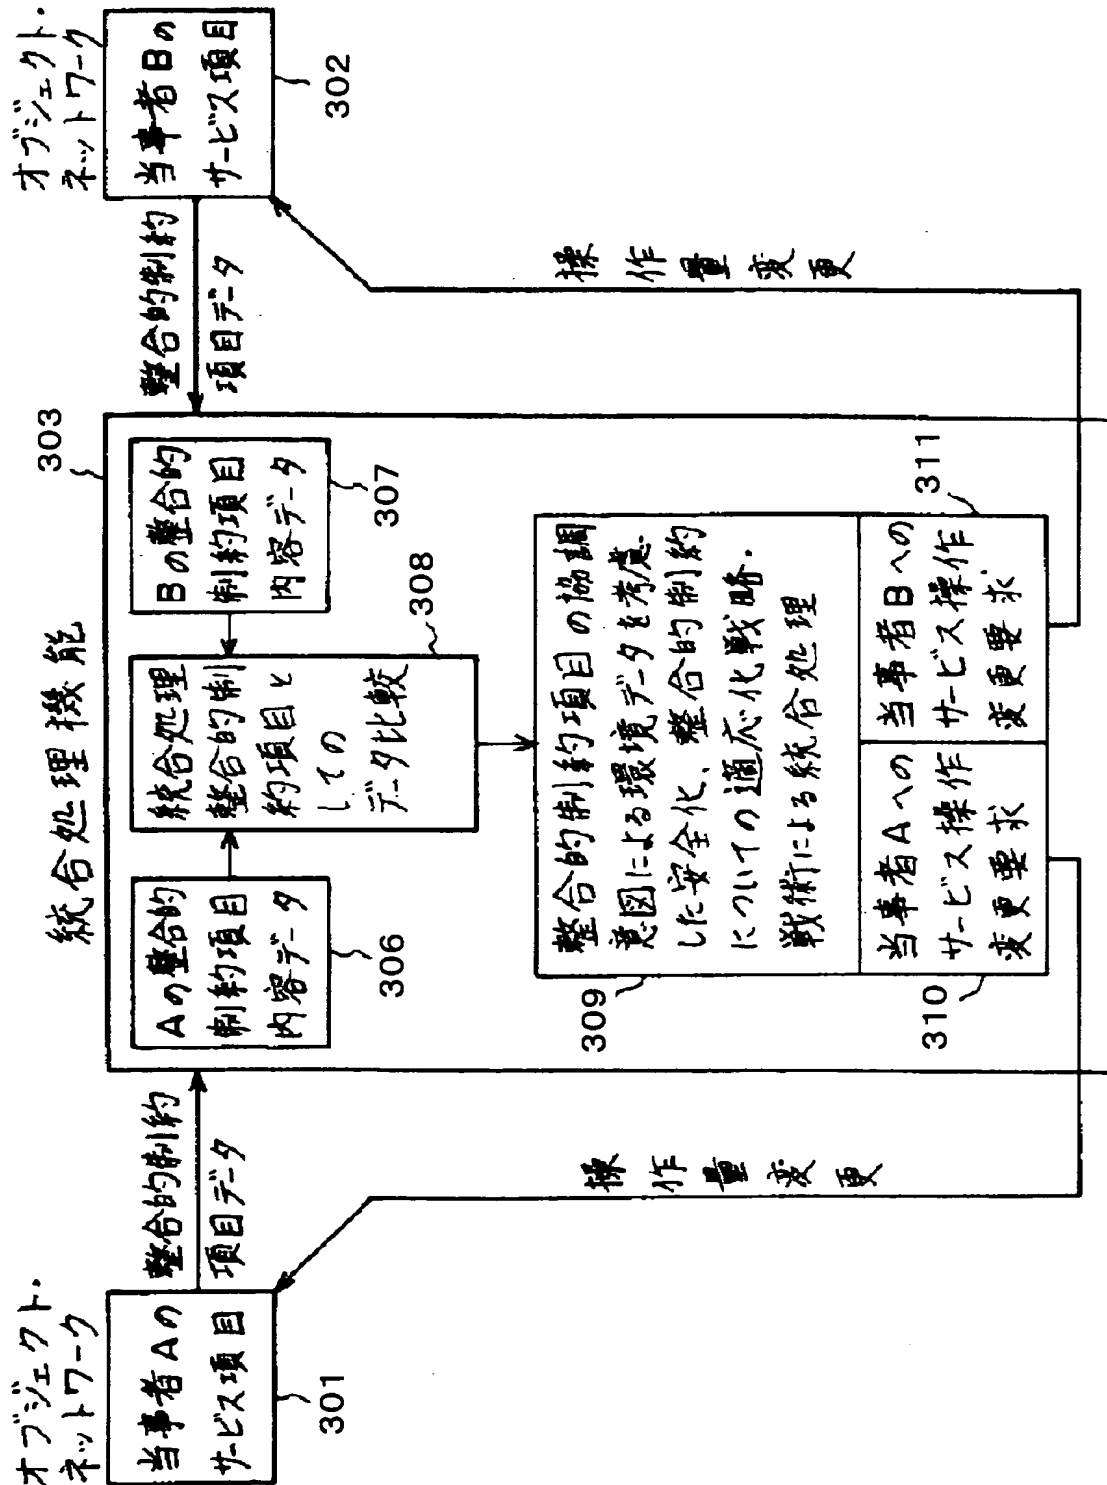 オブジェクト・
ネットワーク
当事者Aの
サービス項目
301
整合的制約
項目データ
統合処理機能
303
Aの整合的
制約項目
内容データ
306
統合処理
整合的制
約項目と
しての
データ比較
308
Bの整合的
制約項目
内容データ
307
整合的制約
項目データ
オブジェクト・
ネットワーク
当事者Bの
サービス項目
302
整合的制約項目の協調
意図による環境データを考慮
した安全化、整合的制約
についての適応化戦略・
戦術による統合処理
309
当事者Aへの
サービス操作
変更要求
310
当事者Bへの
サービス操作
変更要求
311
操作量変更
操作量変更